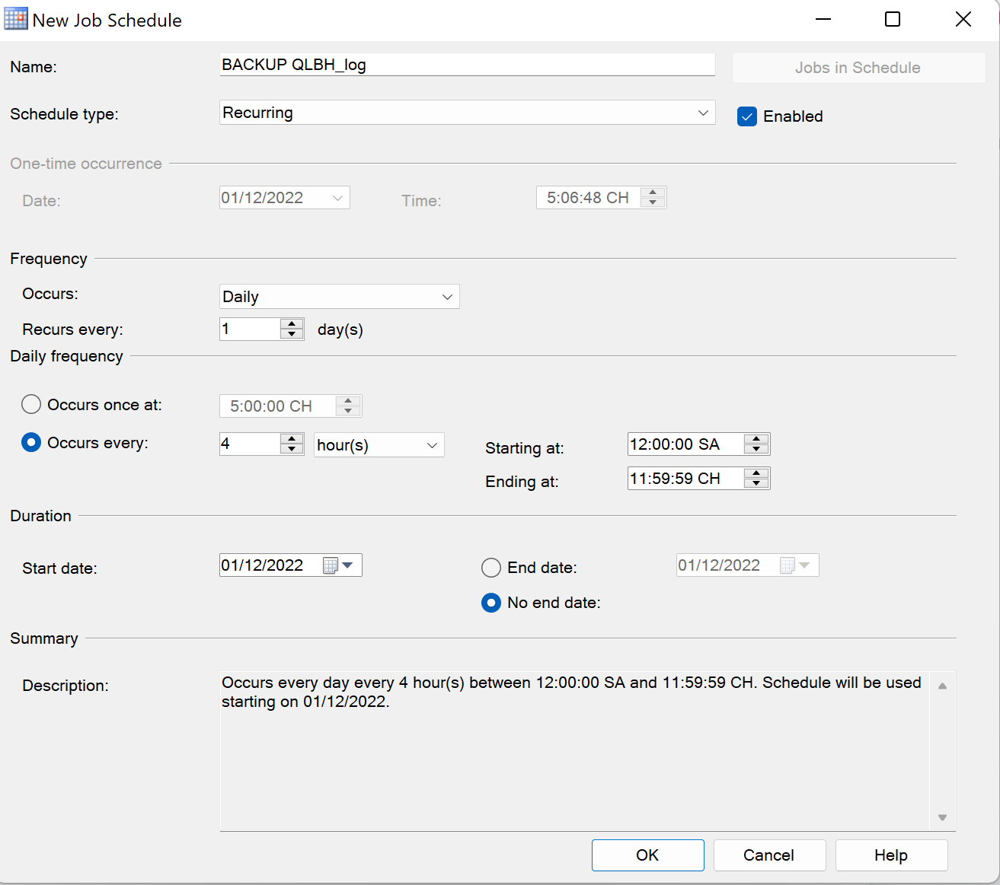 New Job Schedule
Name: BACKUP QLBH_log Jobs in Schedule
Schedule type: Recurring Enabled
One-time occurrence
Date: 01/12/2022 Time: 5:06:48 CH
Frequency
Occurs: Daily
Recurs every: 1 day(s)
Daily frequency
Occurs once at: 5:00:00 CH
Occurs every: 4 hour(s) Starting at: 12:00:00 SA
Ending at: 11:59:59 CH
Duration
Start date: 01/12/2022 End date: 01/12/2022
No end date:
Summary
Description: Occurs every day every 4 hour(s) between 12:00:00 SA and 11:59:59 CH. Schedule will be used
starting on 01/12/2022.
OK Cancel Help